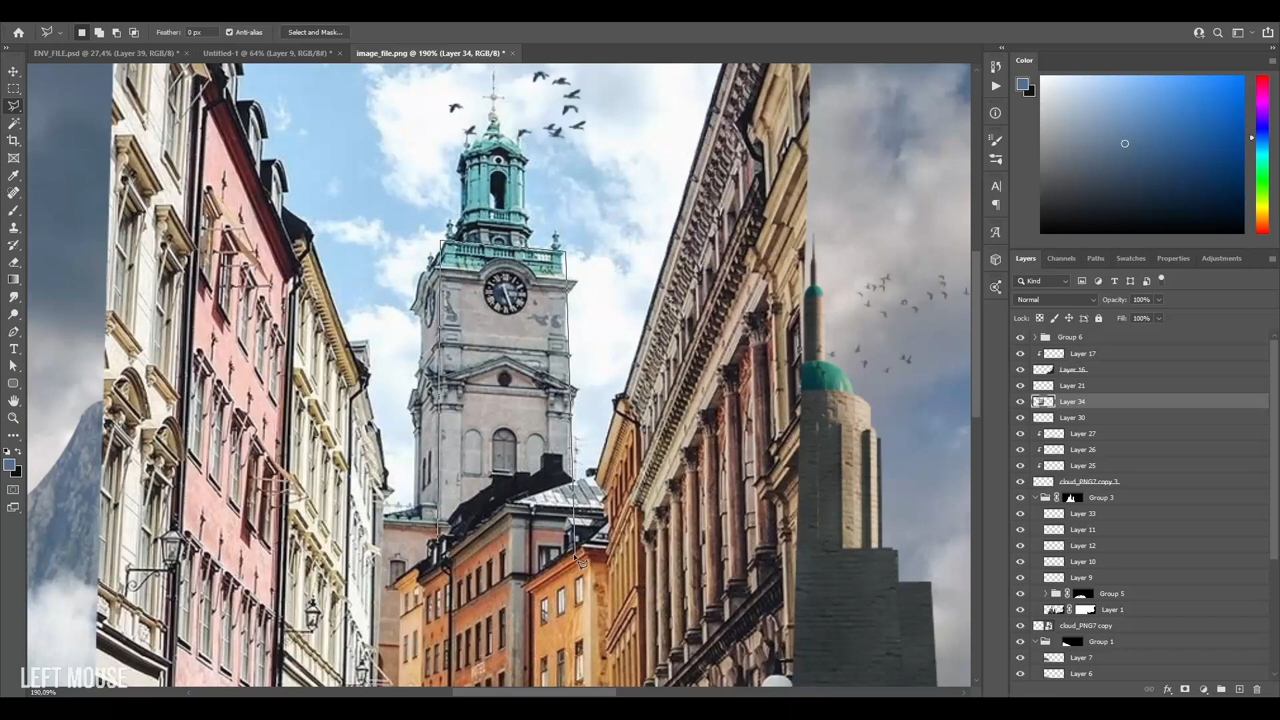 Feather: 0 px Anti-alias Select and Mask...
ENV_FILE.psd @ 27,4% (Layer 39, RGB/8) * × Untitled-1 @ 64% (Layer 9, RGB/8#) * × image_file.png @ 190% (Layer 34, RGB/8) * ×
Color
Layers Channels Paths Swatches Properties Adjustments
Kind
Normal Opacity: 100%
Lock: Fill: 100%
Group 6
Layer 17
Layer 16
Layer 21
Layer 34
Layer 30
Layer 27
Layer 26
Layer 25
cloud_PNG7 copy 3
Group 3
Layer 33
Layer 11
Layer 12
Layer 10
Layer 9
Group 5
Layer 1
cloud_PNG7 copy
Group 1
Layer 7
Layer 6
LEFT MOUSE
190,09%